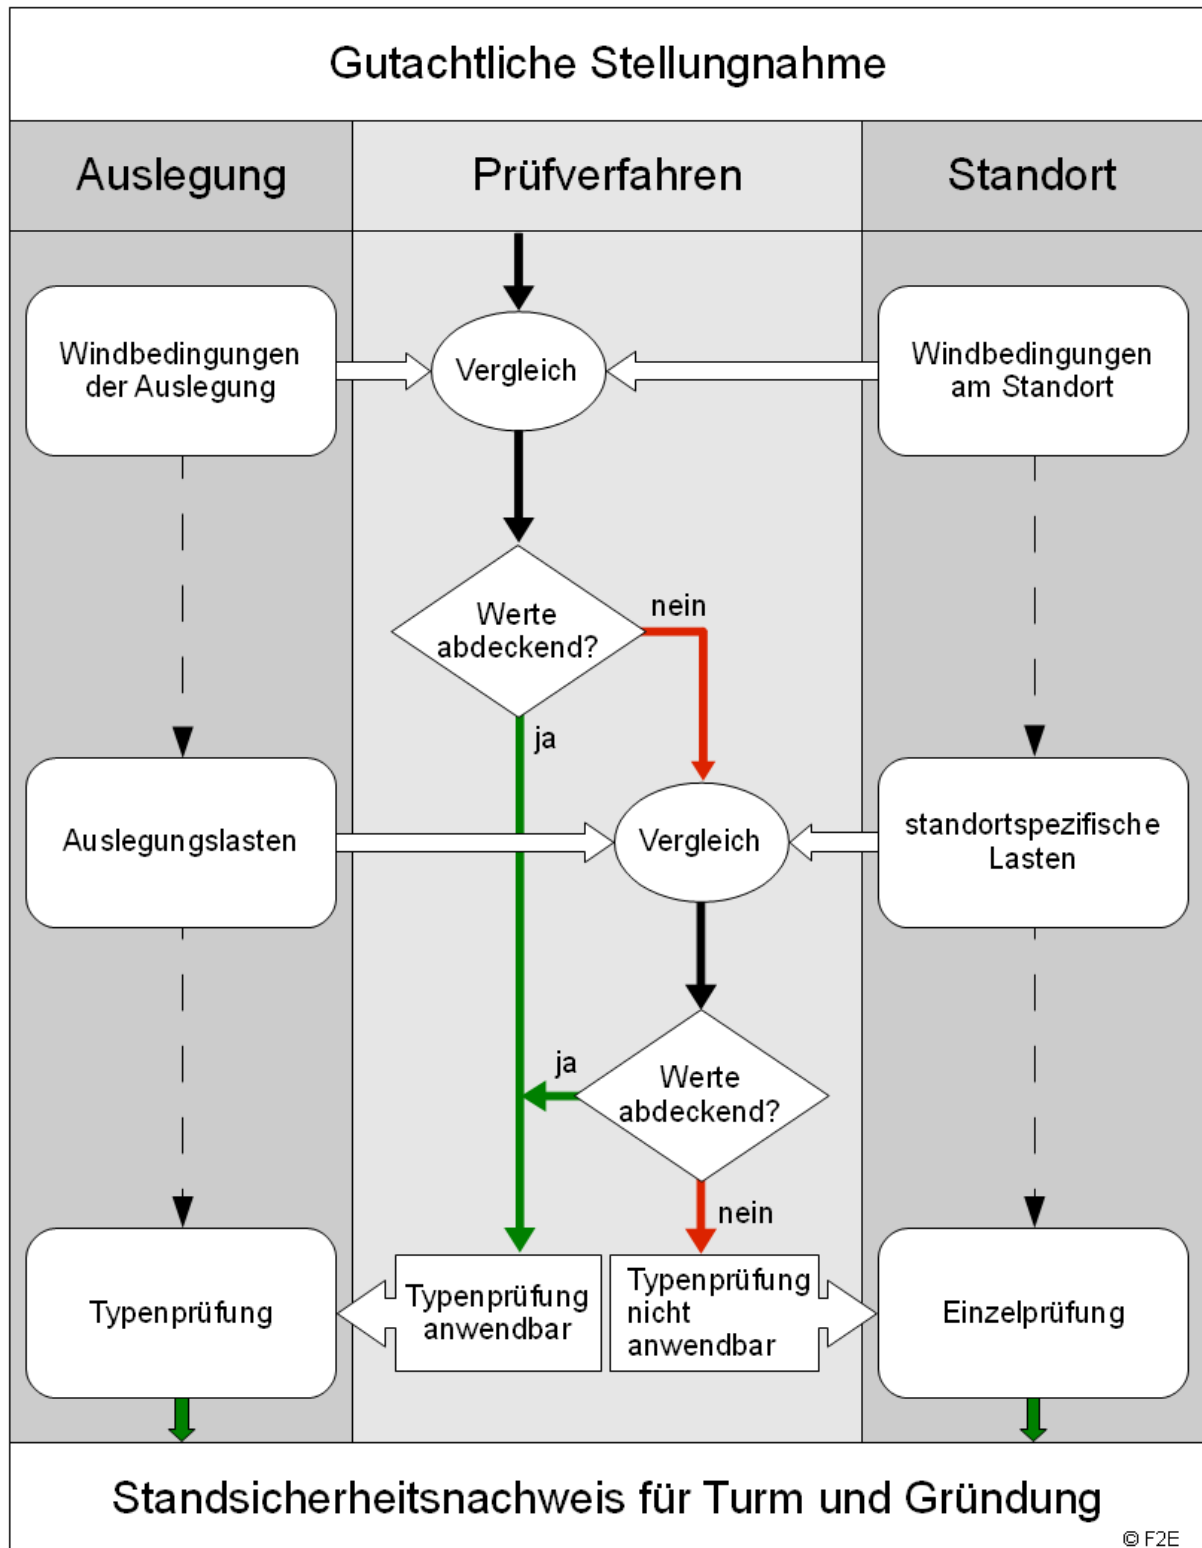 Gutachtliche Stellungnahme
Auslegung
Prüfverfahren
Standort
Windbedingungen
der Auslegung
Vergleich
Windbedingungen
am Standort
Werte
abdeckend?
nein
ja
Auslegungslasten
Vergleich
standortspezifische
Lasten
ja
Werte
abdeckend?
nein
Typenprüfung
Typenprüfung
anwendbar
Typenprüfung
nicht
anwendbar
Einzelprüfung
Standsicherheitsnachweis für Turm und Gründung
© F2E